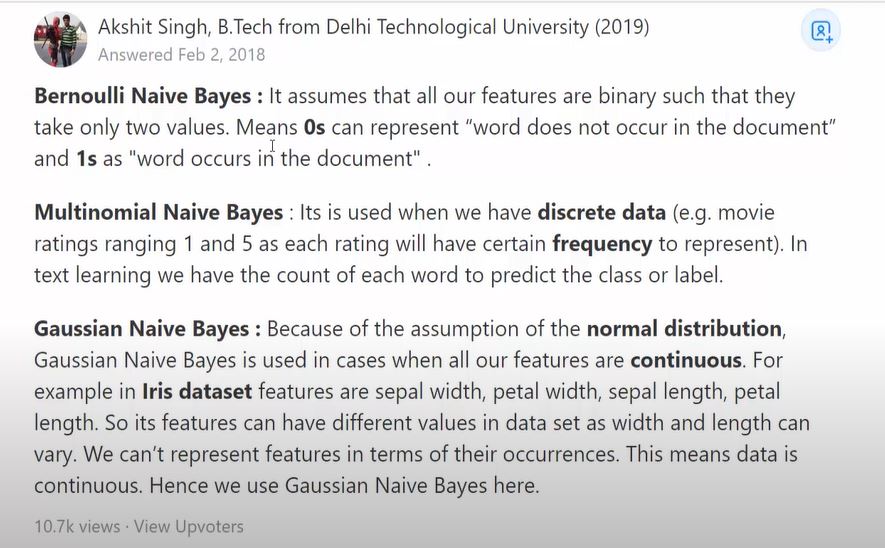 Akshit Singh, B.Tech from Delhi Technological University (2019)
Answered Feb 2, 2018
Bernoulli Naive Bayes : It assumes that all our features are binary such that they
take only two values. Means 0s can represent “word does not occur in the document”
and 1s as "word occurs in the document" .
Multinomial Naive Bayes : Its is used when we have discrete data (e.g. movie
ratings ranging 1 and 5 as each rating will have certain frequency to represent). In
text learning we have the count of each word to predict the class or label.
Gaussian Naive Bayes : Because of the assumption of the normal distribution,
Gaussian Naive Bayes is used in cases when all our features are continuous. For
example in Iris dataset features are sepal width, petal width, sepal length, petal
length. So its features can have different values in data set as width and length can
vary. We can’t represent features in terms of their occurrences. This means data is
continuous. Hence we use Gaussian Naive Bayes here.
10.7k views · View Upvoters